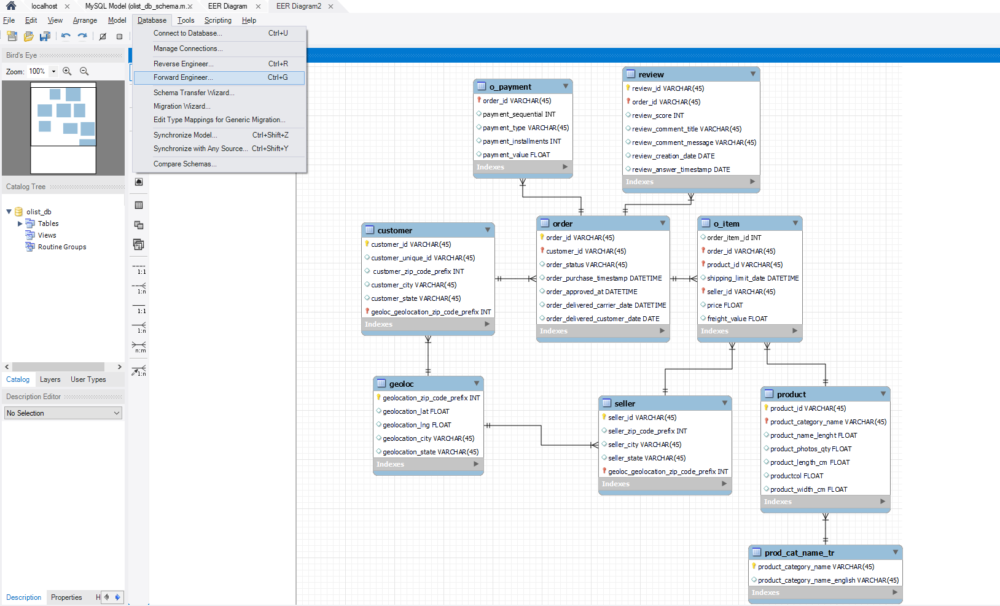 localhost
MySQL Model (olist_db_schema.m...
EER Diagram
EER Diagram2
File Edit View Arrange Model Database Tools Scripting Help
Connect to Database... Ctrl+U
Manage Connections...
Reverse Engineer... Ctrl+R
Forward Engineer... Ctrl+G
Schema Transfer Wizard...
Migration Wizard...
Edit Type Mappings for Generic Migration...
Synchronize Model... Ctrl+Shift+Z
Synchronize with Any Source... Ctrl+Shift+Y
Compare Schemas...
Bird's Eye
Zoom: 100%
Catalog Tree
olist_db
Tables
Views
Routine Groups
Catalog Layers User Types
Description Editor
No Selection
Description Properties H
1:1
1:n
1:1
1:n
n:m
1:n
o_payment
order_id VARCHAR(45)
payment_sequential INT
payment_type VARCHAR(45)
payment_installments INT
payment_value FLOAT
Indexes
review
review_id VARCHAR(45)
order_id VARCHAR(45)
review_score INT
review_comment_title VARCHAR(45)
review_comment_message VARCHAR(45)
review_creation_date DATE
review_answer_timestamp DATE
Indexes
customer
customer_id VARCHAR(45)
customer_unique_id VARCHAR(45)
customer_zip_code_prefix INT
customer_city VARCHAR(45)
customer_state VARCHAR(45)
geoloc_geolocation_zip_code_prefix INT
Indexes
order
order_id VARCHAR(45)
customer_id VARCHAR(45)
order_status VARCHAR(45)
order_purchase_timestamp DATETIME
order_approved_at DATETIME
order_delivered_carrier_date DATETIME
order_delivered_customer_date DATE
Indexes
o_item
order_item_id INT
order_id VARCHAR(45)
product_id VARCHAR(45)
shipping_limit_date DATETIME
seller_id VARCHAR(45)
price FLOAT
freight_value FLOAT
Indexes
geoloc
geolocation_zip_code_prefix INT
geolocation_lat FLOAT
geolocation_lng FLOAT
geolocation_city VARCHAR(45)
geolocation_state VARCHAR(45)
Indexes
seller
seller_id VARCHAR(45)
seller_zip_code_prefix INT
seller_city VARCHAR(45)
seller_state VARCHAR(45)
geoloc_geolocation_zip_code_prefix INT
Indexes
product
product_id VARCHAR(45)
product_category_name VARCHAR(45)
product_name_lenght FLOAT
product_photos_qty FLOAT
product_length_cm FLOAT
productcol FLOAT
product_width_cm FLOAT
Indexes
prod_cat_name_tr
product_category_name VARCHAR(45)
product_category_name_english VARCHAR(45)
Indexes